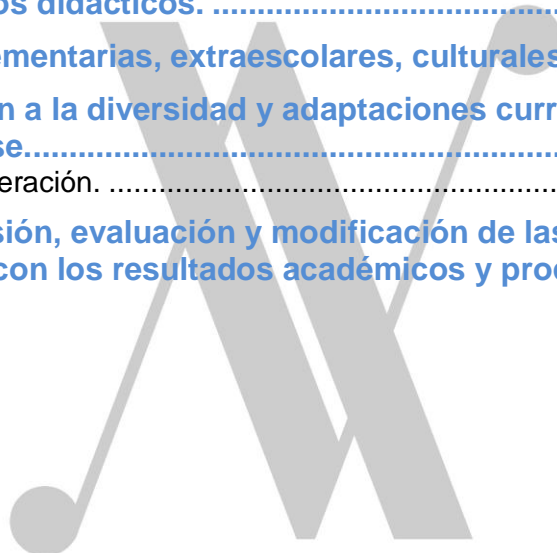 os didácticos. ..........................................
ementarias, extraescolares, culturales
n a la diversidad y adaptaciones curr
se...............................................................
eración. ....................................................
sión, evaluación y modificación de las
con los resultados académicos y pro